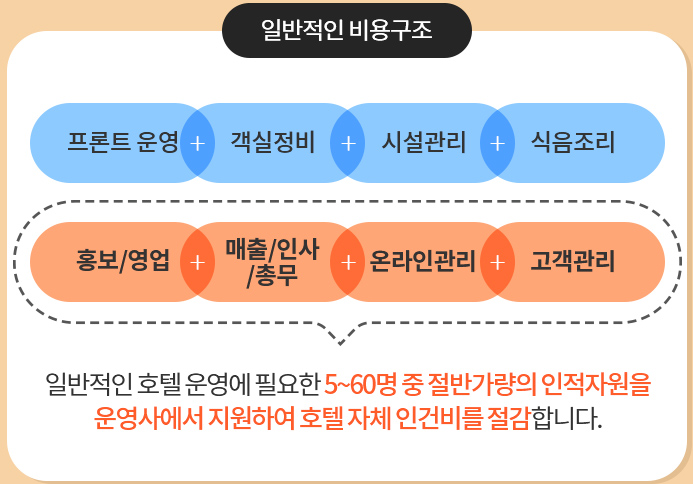 일반적인 비용구조
프론트 운영 + 객실정비 + 시설관리 + 식음조리
홍보/영업 + 매출/인사 + 온라인관리 + 고객관리
/총무
일반적인 호텔 운영에 필요한 5~60명 중 절반가량의 인적자원을
운영사에서 지원하여 호텔 자체 인건비를 절감합니다.